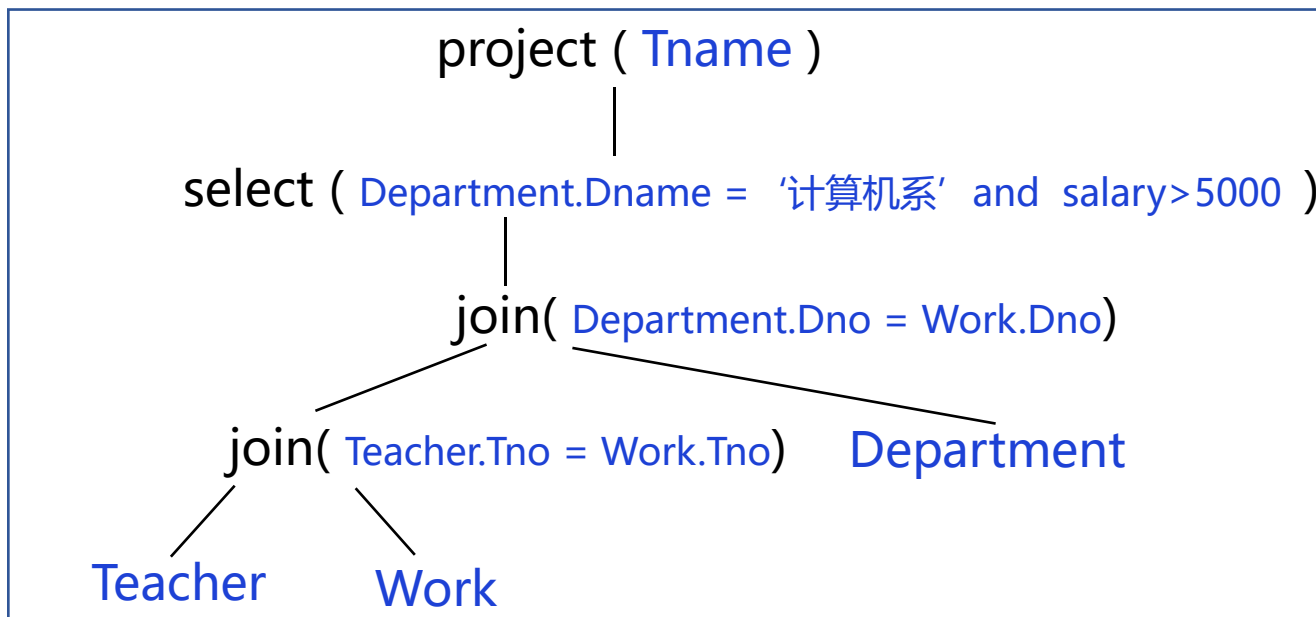 project ( Tname )
select ( Department.Dname = ‘计算机系’ and salary>5000 )
join( Department.Dno = Work.Dno)
join( Teacher.Tno = Work.Tno) Department
Teacher Work